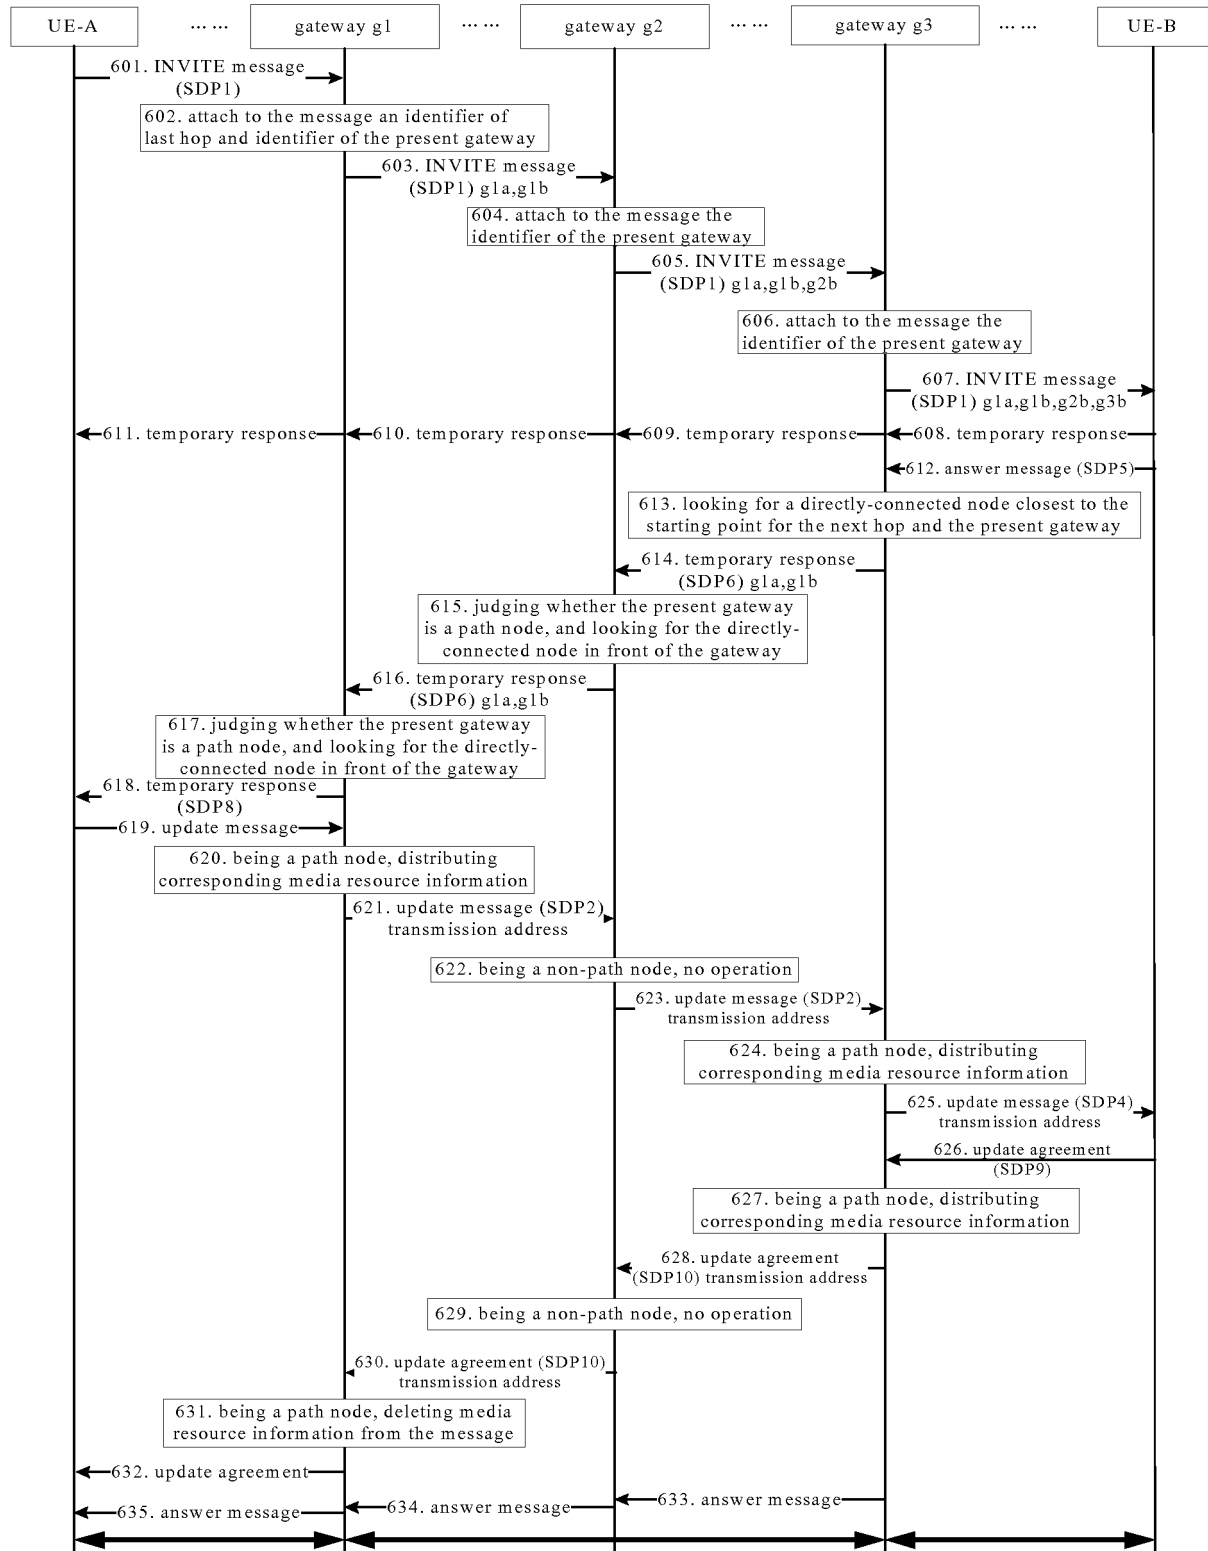 UE-A
... ...
gateway g1
... ...
gateway g2
... ...
gateway g3
... ...
UE-B
601. INVITE message
(SDP1)
602. attach to the message an identifier of
last hop and identifier of the present gateway
603. INVITE message
(SDP1) g1a,g1b
604. attach to the message the
identifier of the present gateway
605. INVITE message
(SDP1) g1a,g1b,g2b
606. attach to the message the
identifier of the present gateway
607. INVITE message
(SDP1) g1a,g1b,g2b,g3b
611. temporary response
610. temporary response
609. temporary response
608. temporary response
612. answer message (SDP5)
613. looking for a directly-connected node closest to the
starting point for the next hop and the present gateway
614. temporary response
(SDP6) g1a,g1b
615. judging whether the present gateway
is a path node, and looking for the directly-
connected node in front of the gateway
616. temporary response
(SDP6) g1a,g1b
617. judging whether the present gateway
is a path node, and looking for the directly-
connected node in front of the gateway
618. temporary response
(SDP8)
619. update message
620. being a path node, distributing
corresponding media resource information
621. update message (SDP2)
transmission address
622. being a non-path node, no operation
623. update message (SDP2)
transmission address
624. being a path node, distributing
corresponding media resource information
625. update message (SDP4)
transmission address
626. update agreement
(SDP9)
627. being a path node, distributing
corresponding media resource information
628. update agreement
(SDP10) transmission address
629. being a non-path node, no operation
630. update agreement (SDP10)
transmission address
631. being a path node, deleting media
resource information from the message
632. update agreement
635. answer message
634. answer message
633. answer message